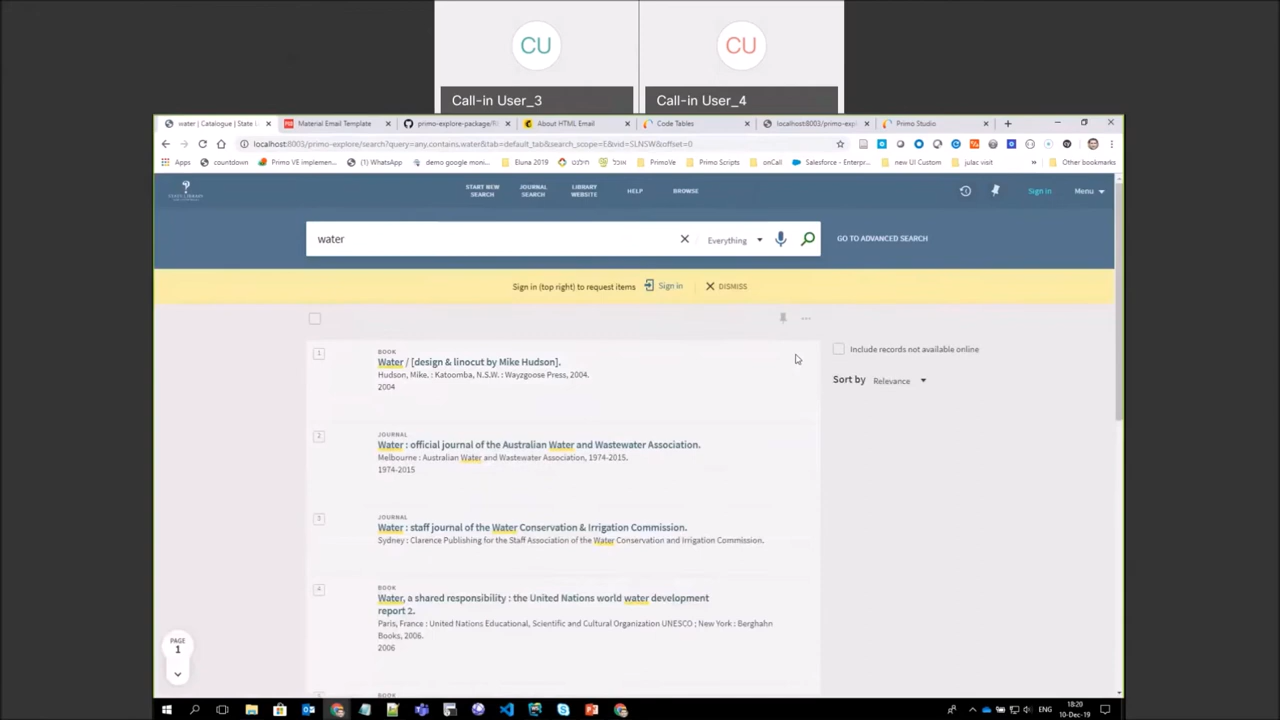 CU
CU
Call-in User_3
Call-in User_4
water | Catalogue | State L
Material Email Template
primo-explore-package/RE
About HTML Email
Code Tables
localhost:8003/primo-expl
Primo Studio
localhost:8003/primo-explore/search?query=any,contains,water&tab=default_tab&search_scope=E&vid=SLNSW&offset=0
Apps
countdown
Primo VE implemen...
(1) WhatsApp
demo google moni...
Eluna 2019
אוכל
PrimoVe
Primo Scripts
onCall
Salesforce - Enterpr...
new UI Custom
julac visit
»
Other bookmarks
START NEW SEARCH
JOURNAL SEARCH
LIBRARY WEBSITE
HELP
BROWSE
Sign in
Menu
water
Everything
GO TO ADVANCED SEARCH
Sign in (top right) to request items
Sign in
DISMISS
1
BOOK
Water / [design & linocut by Mike Hudson].
Hudson, Mike. : Katoomba, N.S.W. : Wayzgoose Press, 2004.
2004
Include records not available online
Sort by Relevance
2
JOURNAL
Water : official journal of the Australian Water and Wastewater Association.
Melbourne : Australian Water and Wastewater Association, 1974-2015.
1974-2015
3
JOURNAL
Water : staff journal of the Water Conservation & Irrigation Commission.
Sydney : Clarence Publishing for the Staff Association of the Water Conservation and Irrigation Commission.
4
BOOK
Water, a shared responsibility : the United Nations world water development
report 2.
Paris, France : United Nations Educational, Scientific and Cultural Organization UNESCO ; New York : Berghahn
Books, 2006.
2006
PAGE
1
BOOK
ENG
18:20
10-Dec-19